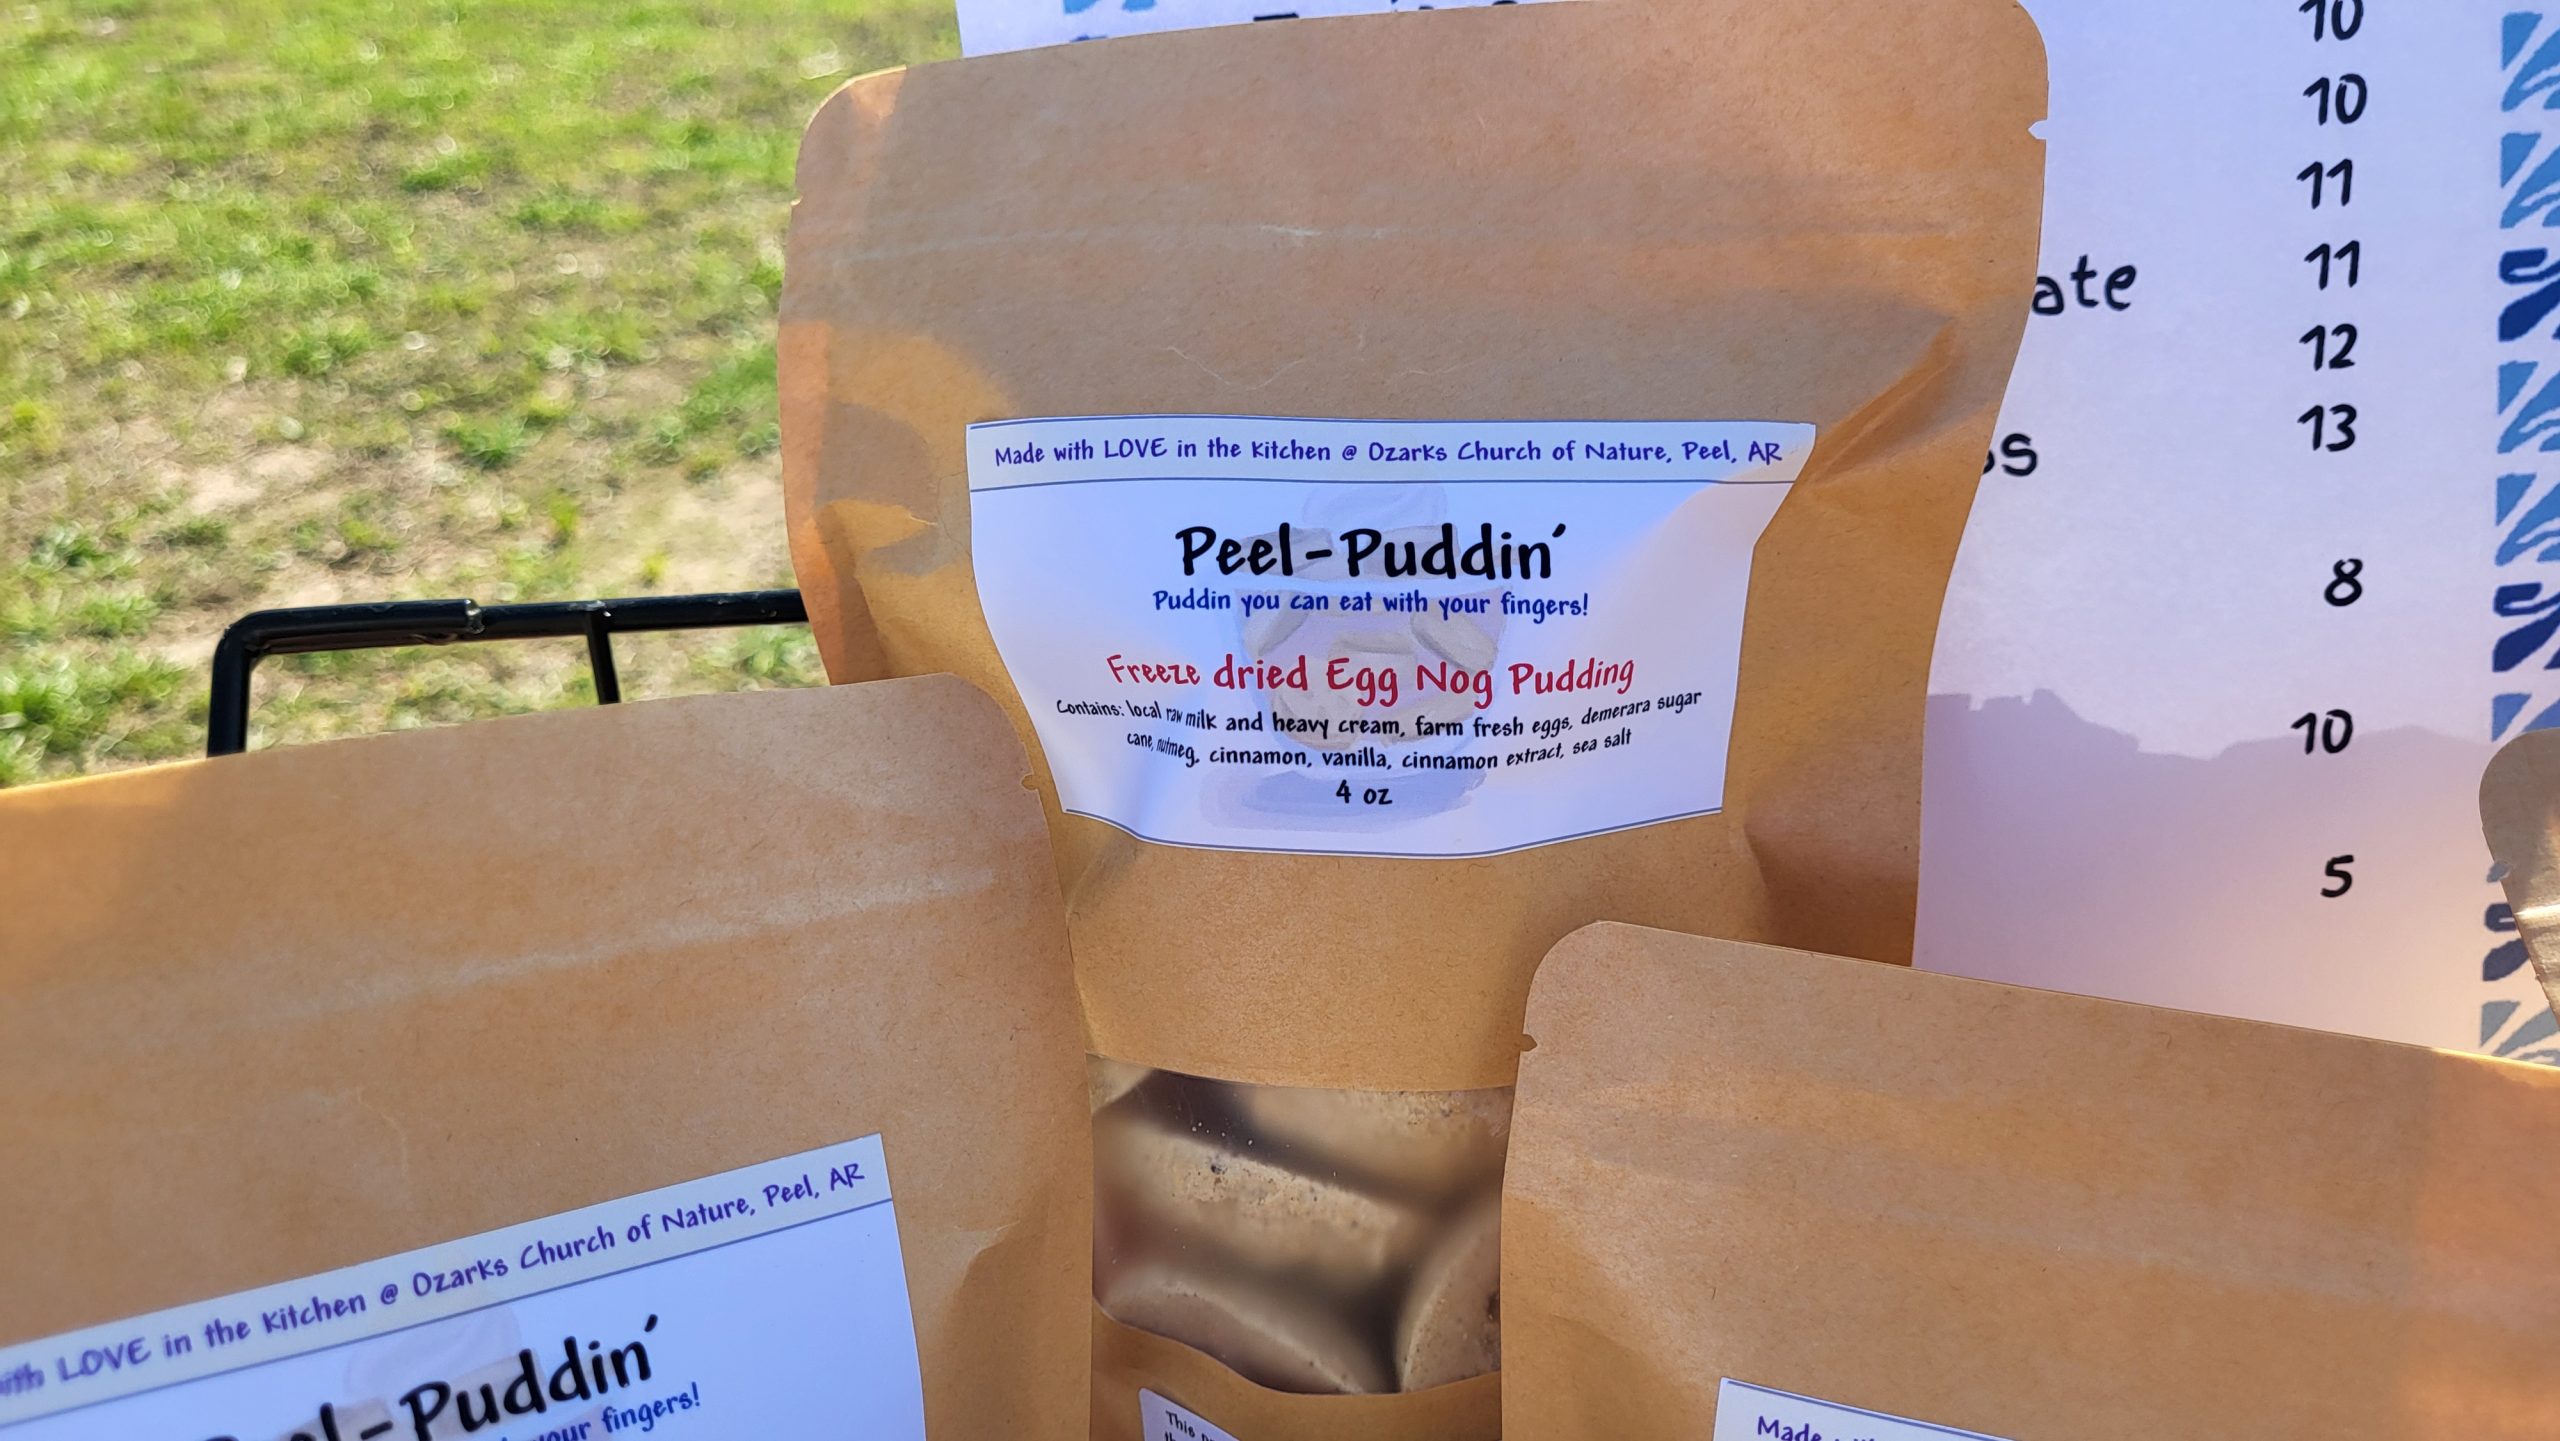 10
10
11
11
ate
12
13
s
8
10
5
Made with LOVE in the Kitchen @ Ozarks Church of Nature, Peel, AR
Peel-Puddin'
Puddin you can eat with your fingers!
Freeze dried Egg Nog Pudding
Contains: local raw milk and heavy cream, farm fresh eggs, demerara sugar
cane, nutmeg, cinnamon, vanilla, cinnamon extract, sea salt
4 oz
with LOVE in the Kitchen @ Ozarks Church of Nature, Peel, AR
-Puddin'
your fingers!
This
Made